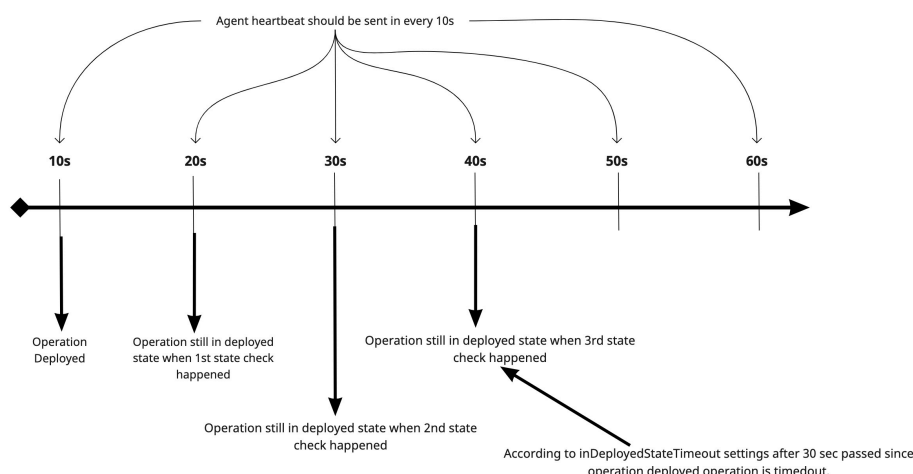 Agent heartbeat should be sent in every 10s
10s
20s
30s
40s
50s
60s
Operation
Deployed
Operation still in deployed
state when 1st state check
happened
Operation still in deployed state when 3rd state
check happened
Operation still in deployed state when 2nd state
check happened
According to inDeployedStateTimeout settings after 30 sec passed since
operation deployed operation is timedout.